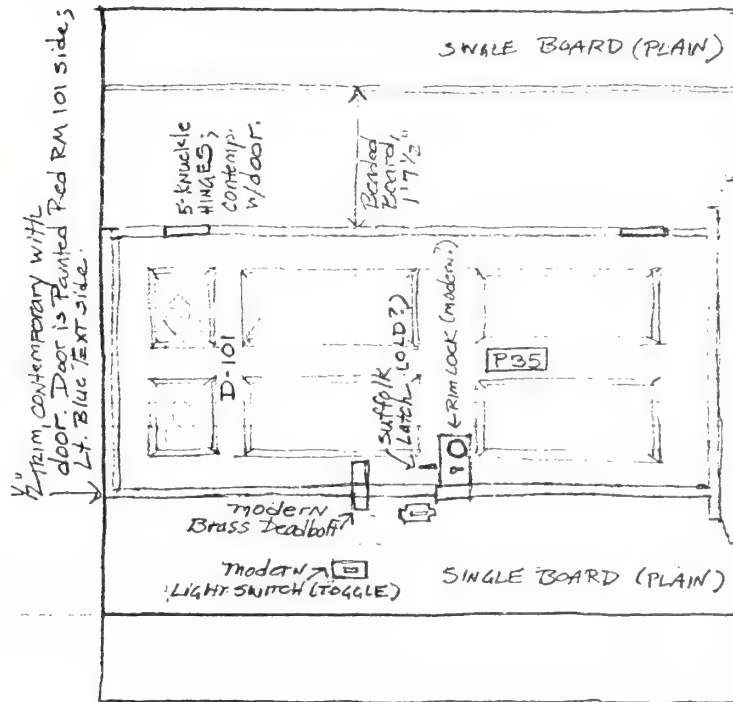 SINGLE BOARD (PLAIN)
½" TRIM, contemporary with
door. Door is Painted Red RM 101 side;
Lt. Blue EXT side.
5-Knuckle
HINGES;
contemp.
w/door.
Beaded
Board,
1' 7½"
D-101
Suffolk
Latch (OLD?)
RIM LOCK (modern?)
P35
modern
Brass Deadbolt
modern
LIGHT SWITCH (TOGGLE)
SINGLE BOARD (PLAIN)